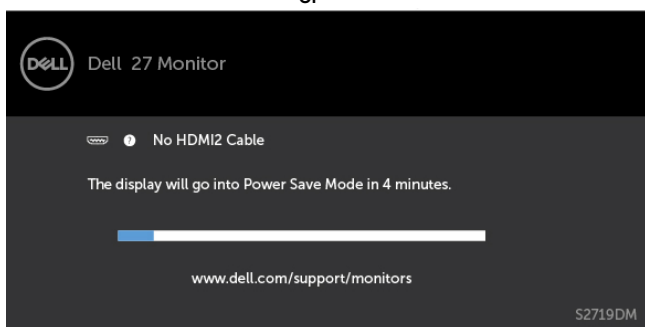 DELL
Dell 27 Monitor
? No HDMI2 Cable
The display will go into Power Save Mode in 4 minutes.
www.dell.com/support/monitors
S2719DM